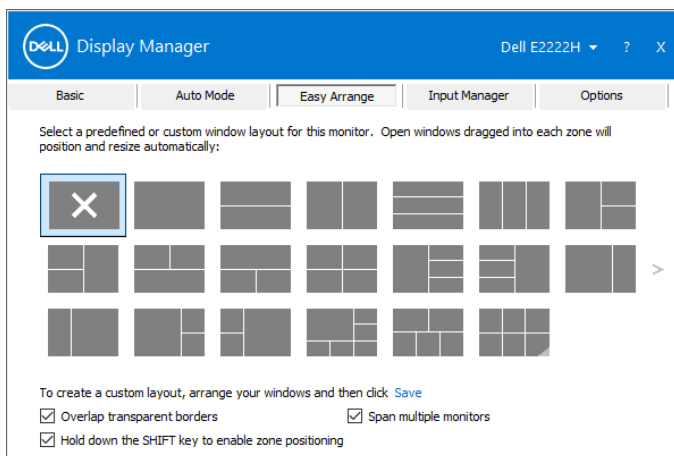 DELL Display Manager Dell E2222H ? X
Basic Auto Mode Easy Arrange Input Manager Options
Select a predefined or custom window layout for this monitor. Open windows dragged into each zone will
position and resize automatically:
>
To create a custom layout, arrange your windows and then click Save
Overlap transparent borders Span multiple monitors
Hold down the SHIFT key to enable zone positioning